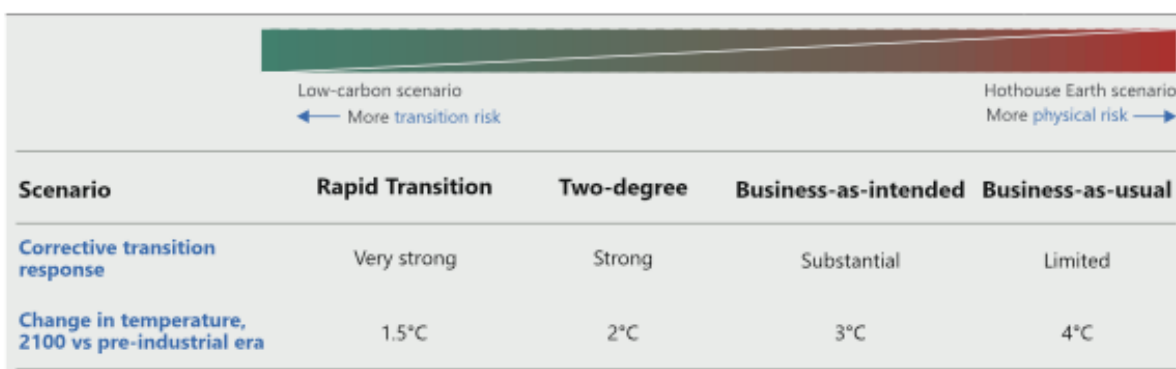 Low-carbon scenario
Hothouse Earth scenario
More transition risk
More physical risk
Scenario
Rapid Transition
Two-degree
Business-as-intended
Business-as-usual
Corrective transition
response
Very strong
Strong
Substantial
Limited
Change in temperature,
2100 vs pre-industrial era
1.5°C
2°C
3°C
4°C